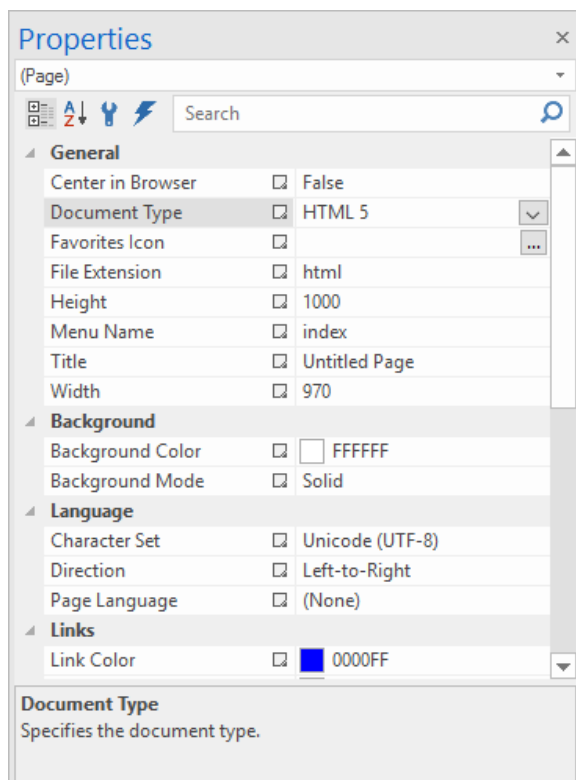 Properties
(Page)
A Z Search
General
Center in Browser False
Document Type HTML 5
Favorites Icon ...
File Extension html
Height 1000
Menu Name index
Title Untitled Page
Width 970
Background
Background Color FFFFFF
Background Mode Solid
Language
Character Set Unicode (UTF-8)
Direction Left-to-Right
Page Language (None)
Links
Link Color 0000FF
Document Type
Specifies the document type.